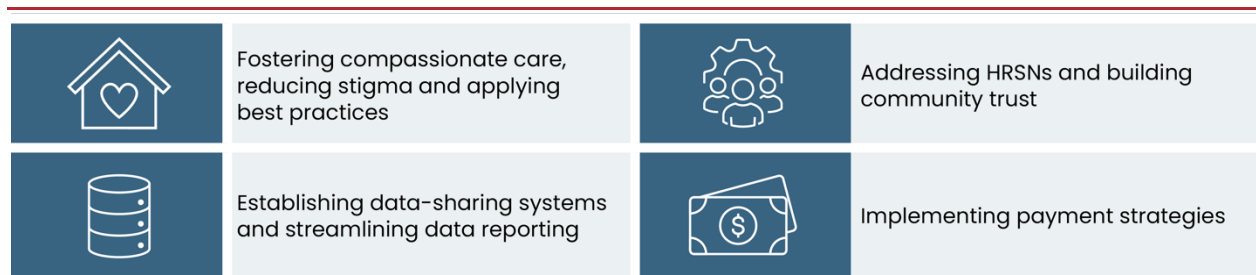 Fostering compassionate care,
reducing stigma and applying
best practices
Addressing HRSNs and building
community trust
Establishing data-sharing systems
and streamlining data reporting
$
Implementing payment strategies